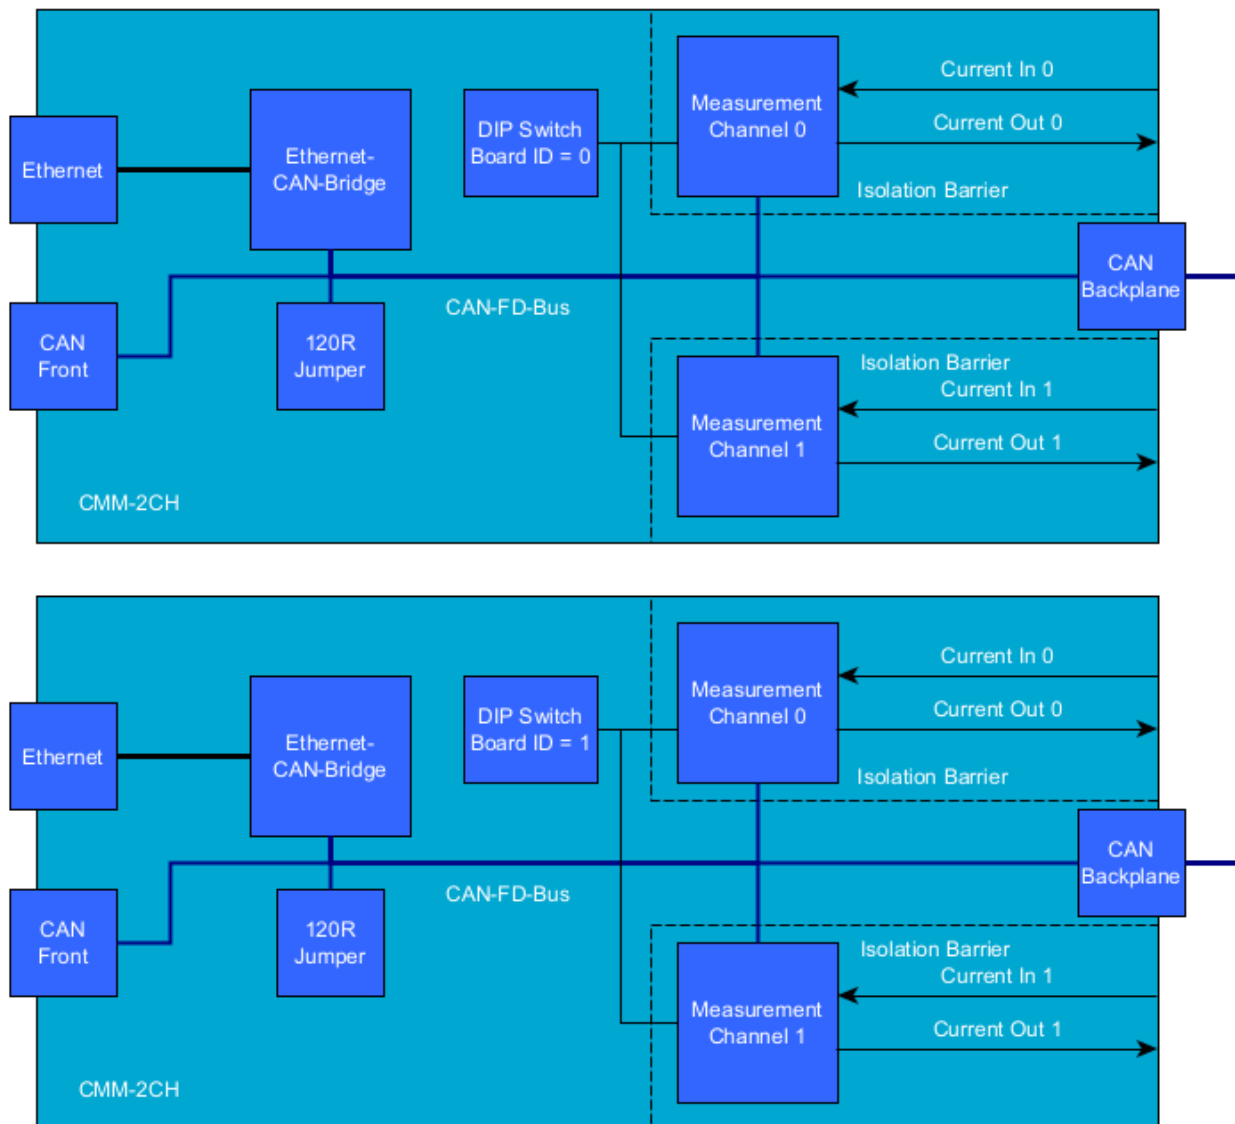 Current In 0
Measurement
Channel 0
Current Out 0
DIP Switch
Board ID = 0
Ethernet-
CAN-Bridge
Ethernet
Isolation Barrier
CAN
Backplane
CAN-FD-Bus
CAN
Front
120R
Jumper
Isolation Barrier
Current In 1
Measurement
Channel 1
Current Out 1
CMM-2CH
Current In 0
Measurement
Channel 0
Current Out 0
DIP Switch
Board ID = 1
Ethernet-
CAN-Bridge
Ethernet
Isolation Barrier
CAN
Backplane
CAN-FD-Bus
CAN
Front
120R
Jumper
Isolation Barrier
Current In 1
Measurement
Channel 1
Current Out 1
CMM-2CH